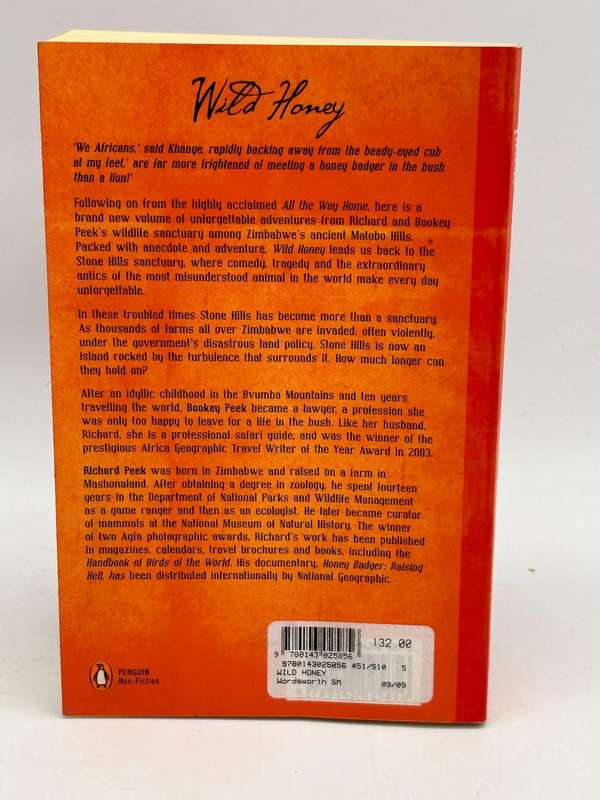 Wild Honey
'We Africans,' said Khanye, rapidly backing away from the beady-eyed cub
at my feet,' are far more frightened of meeting a honey badger in the bush
than a lion!'
Following on from the highly acclaimed All the Way Home, here is a
brand new volume of unforgettable adventures from Richard and Bookey
Peek's wildlife sanctuary among Zimbabwe's ancient Matobo Hills.
Packed with anecdote and adventure, Wild Honey leads us back to the
Stone Hills sanctuary, where comedy, tragedy and the extraordinary
antics of the most misunderstood animal in the world make every day
unforgettable.
In these troubled times Stone Hills has become more than a sanctuary.
As thousands of farms all over Zimbabwe are invaded, often violently,
under the government's disastrous land policy, Stone Hills is now an
island rocked by the turbulence that surrounds it. How much longer can
they hold on?
After an idyllic childhood in the Bvumba Mountains and ten years
travelling the world, Bookey Peek became a lawyer, a profession she
was only too happy to leave for a life in the bush. Like her husband,
Richard, she is a professional safari guide, and was the winner of the
prestigious Africa Geographic Travel Writer of the Year Award in 2003.
Richard Peek was born in Zimbabwe and raised on a farm in
Mashonaland. After obtaining a degree in zoology, he spent fourteen
years in the Department of National Parks and Wildlife Management
as a game ranger and then as an ecologist. He later became curator
of mammals at the National Museum of Natural History. The winner
of two Agfa photographic awards, Richard's work has been published
in magazines, calendars, travel brochures and books, including the
Handbook of Birds of the World. His documentary, Honey Badger: Raising
Hell, has been distributed internationally by National Geographic.
132.00
9 780143 025856
9780143025856 451/510 5
WILD HONEY
Wordsworth SM 09/09
PENGUIN
Non-Fiction